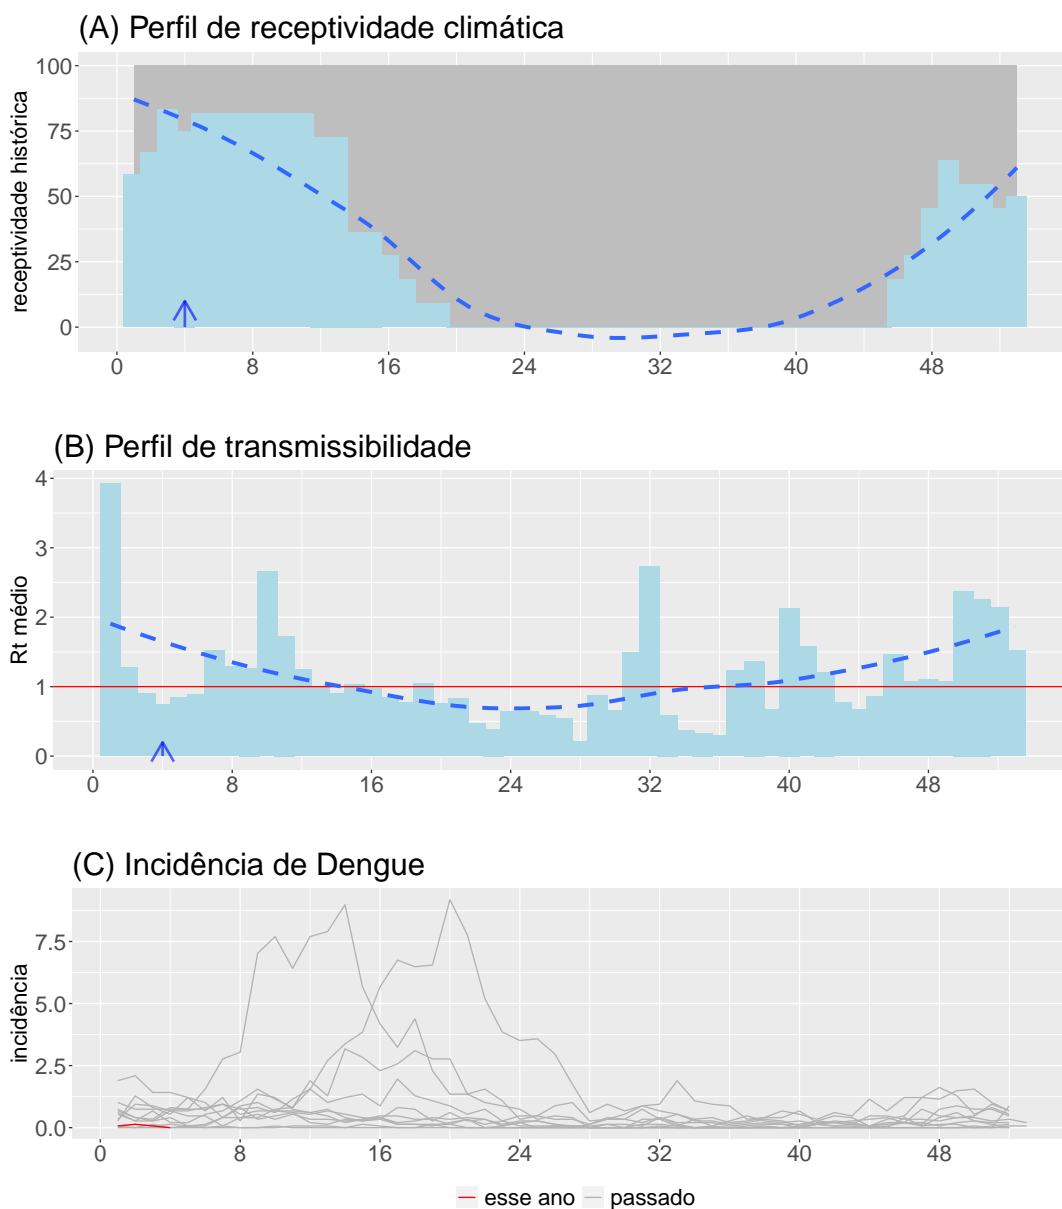 (A) Perfil de receptividade climática
receptividade histórica
100
75
50
25
0
0 8 16 24 32 40 48
(B) Perfil de transmissibilidade
Rt médio
4
3
2
1
0
0 8 16 24 32 40 48
(C) Incidência de Dengue
incidência
7.5
5.0
2.5
0.0
0 8 16 24 32 40 48
esse ano passado